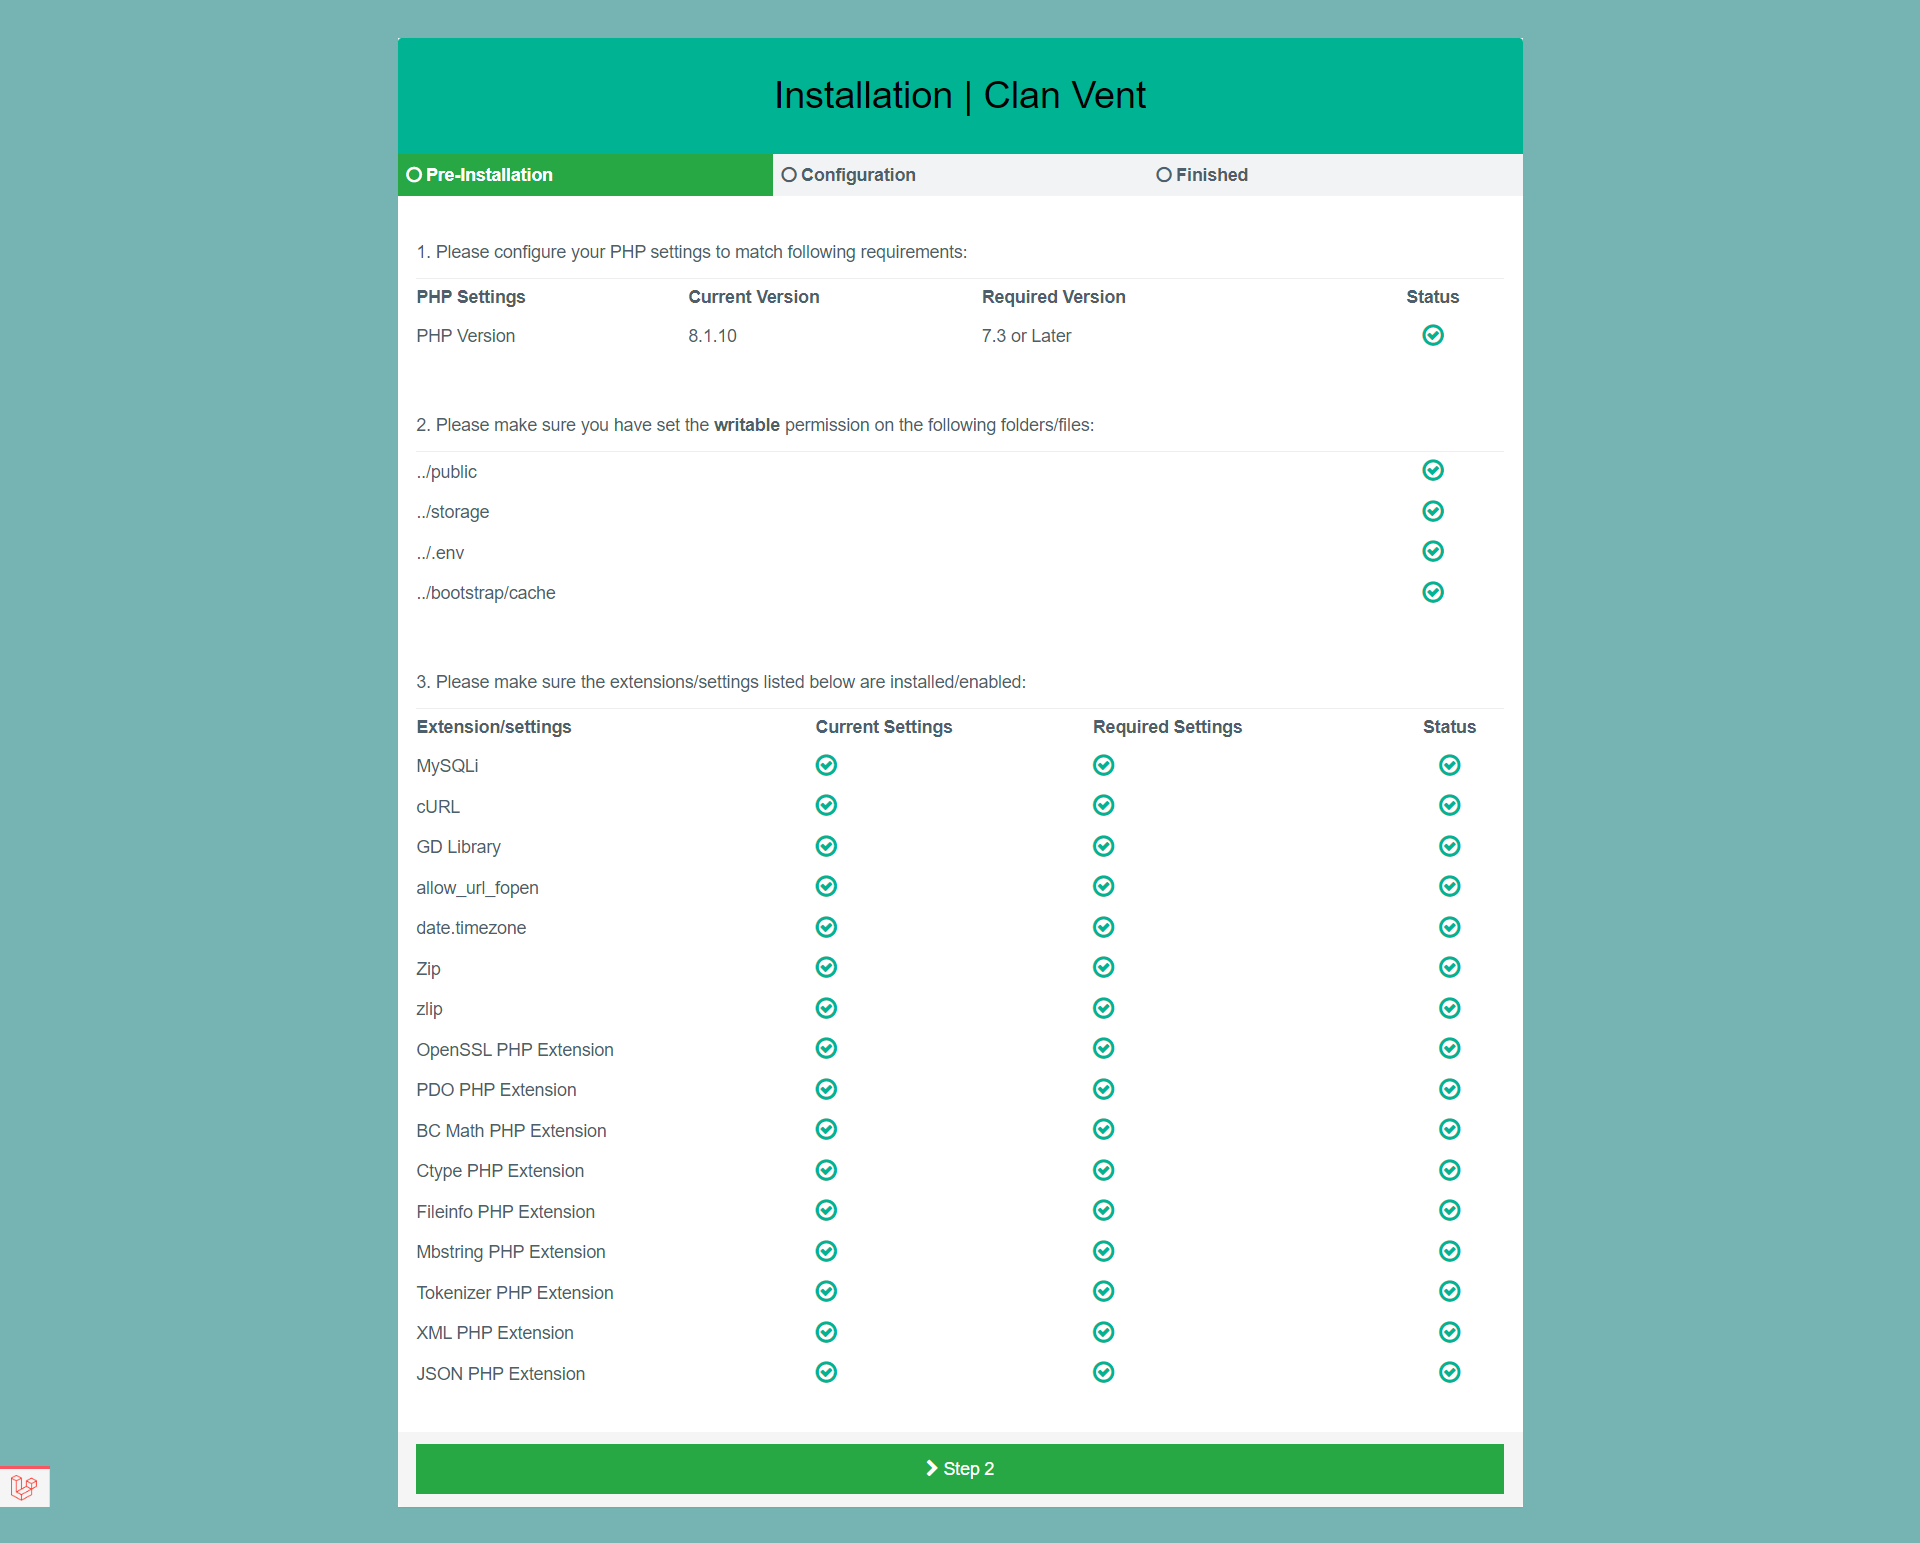 Installation | Clan Vent
Pre-Installation Configuration Finished
1. Please configure your PHP settings to match following requirements:
PHP Settings Current Version Required Version Status
PHP Version 8.1.10 7.3 or Later
2. Please make sure you have set the writable permission on the following folders/files:
../public
../storage
../.env
../bootstrap/cache
3. Please make sure the extensions/settings listed below are installed/enabled:
Extension/settings Current Settings Required Settings Status
MySQLi
cURL
GD Library
allow_url_fopen
date.timezone
Zip
zlip
OpenSSL PHP Extension
PDO PHP Extension
BC Math PHP Extension
Ctype PHP Extension
Fileinfo PHP Extension
Mbstring PHP Extension
Tokenizer PHP Extension
XML PHP Extension
JSON PHP Extension
Step 2